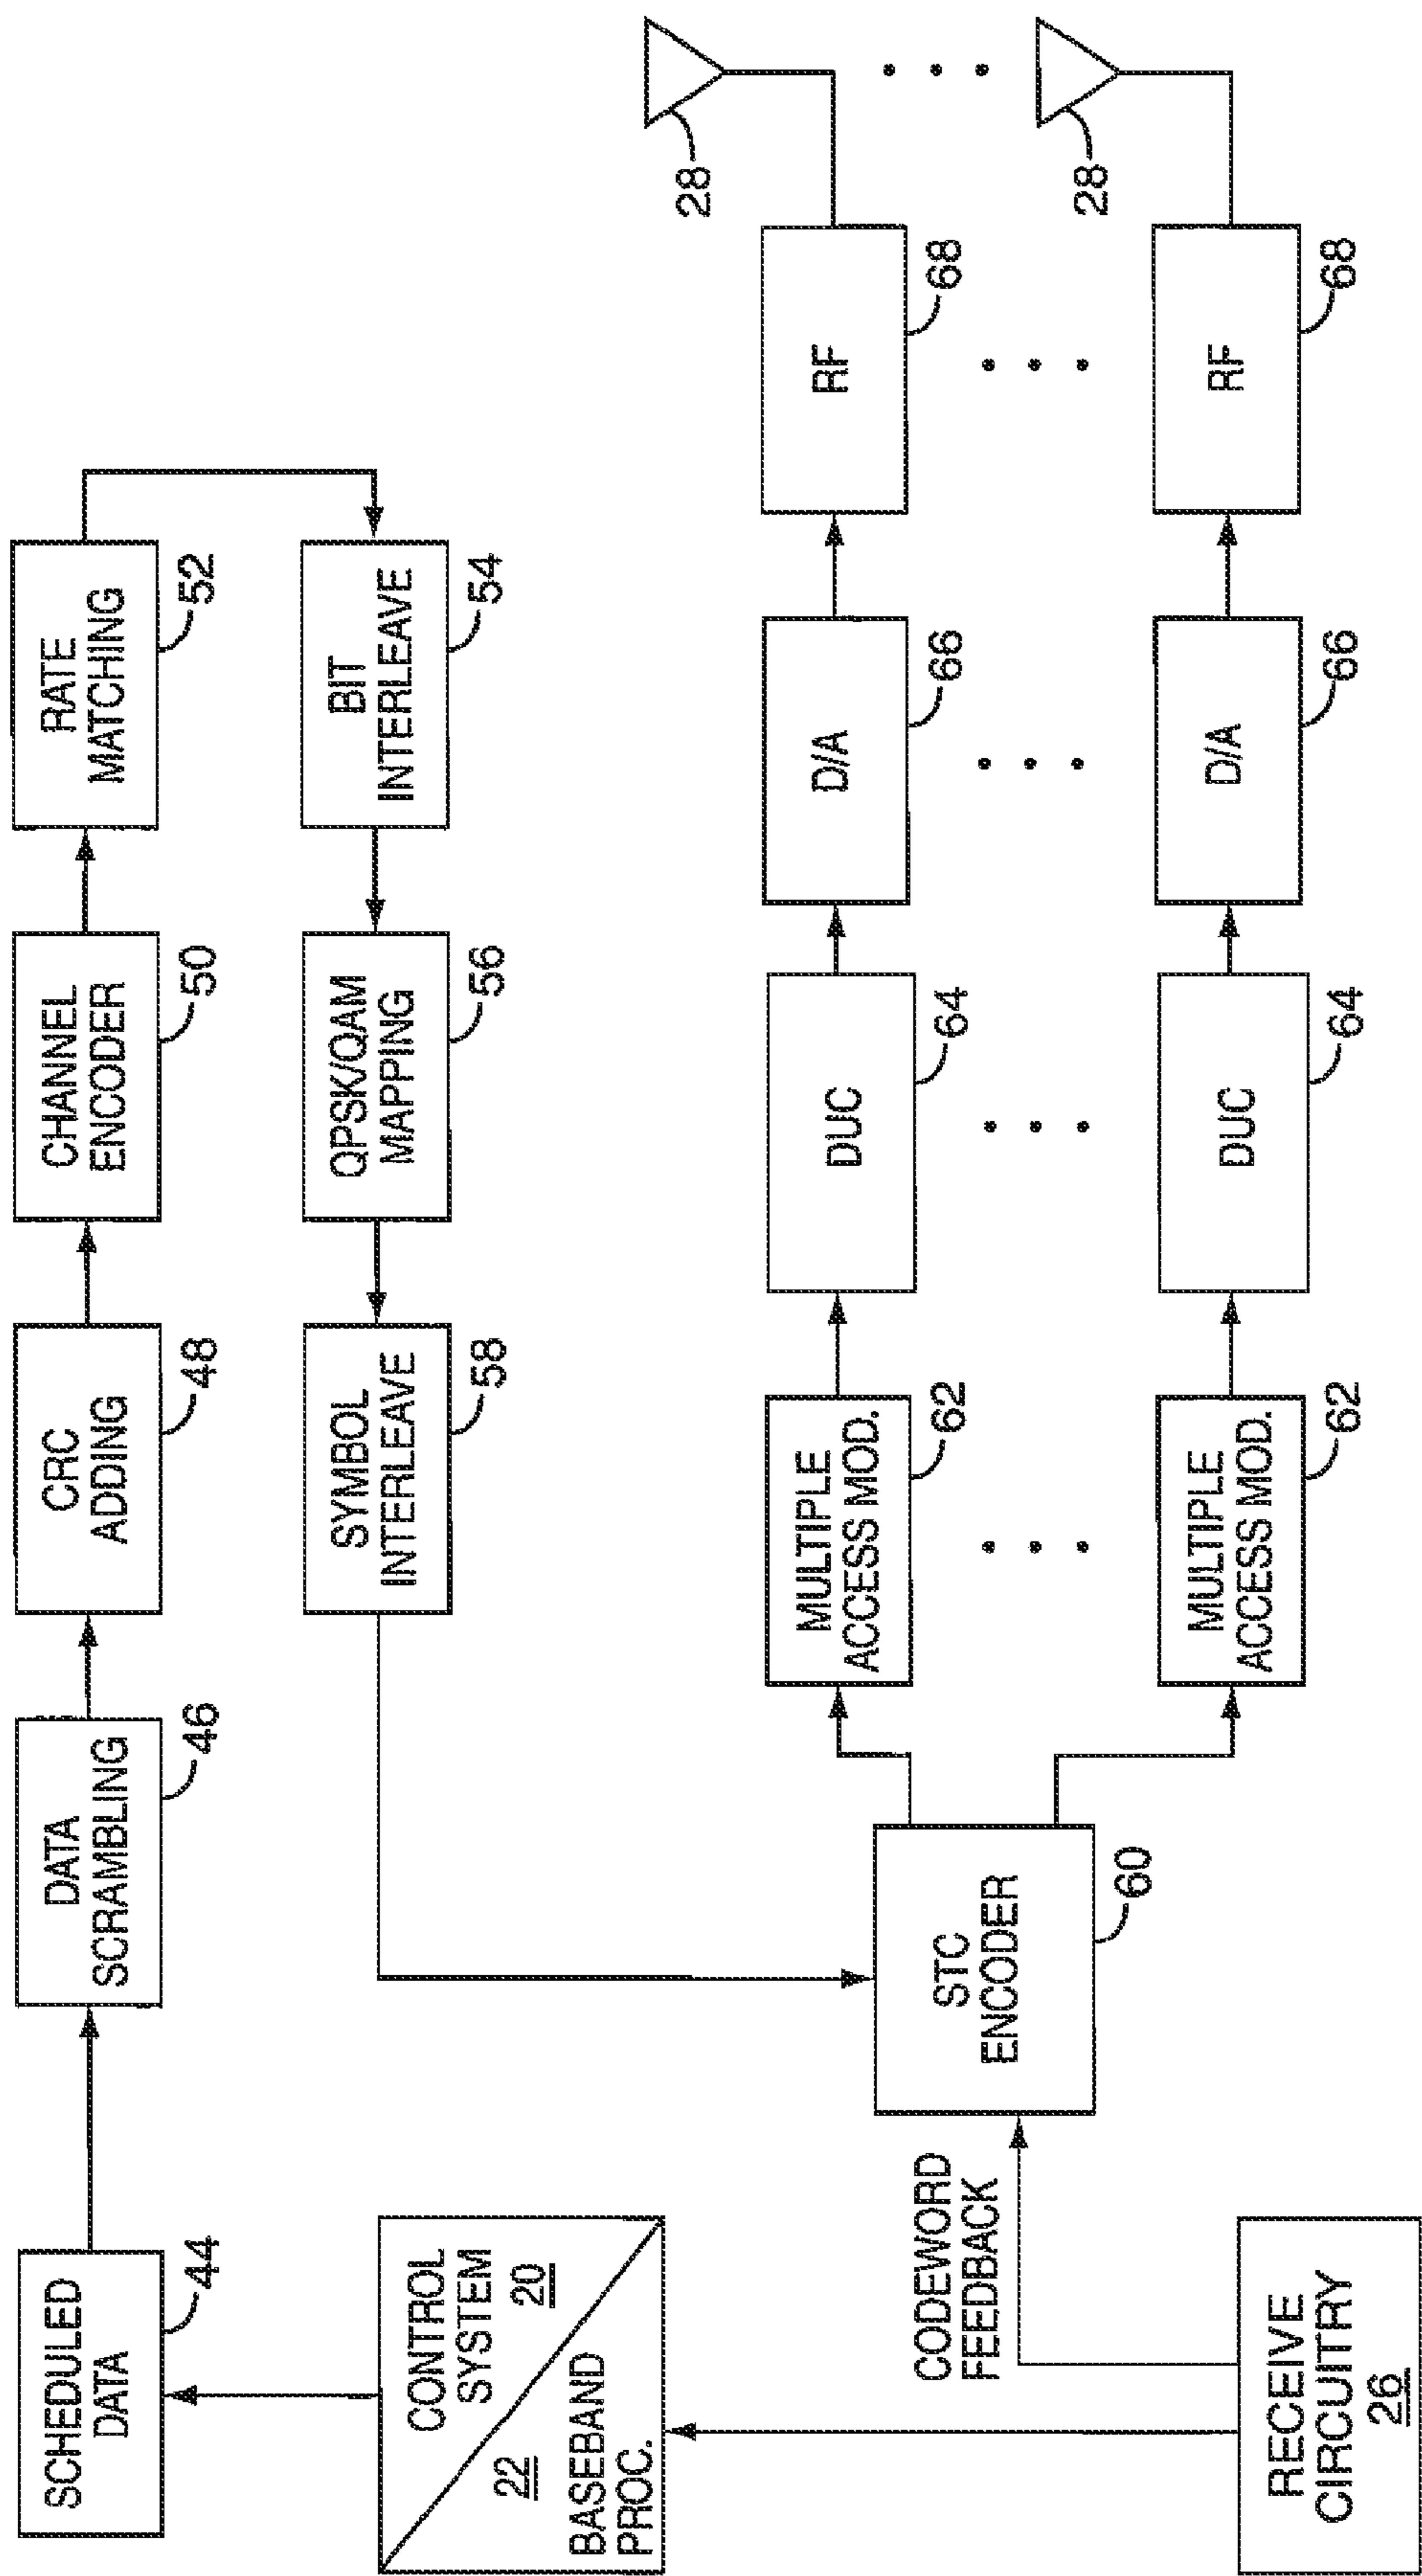 SCHEDULED
DATA
44
DATA
SCRAMBLING
46
CRC
ADDING
48
CHANNEL
ENCODER
50
RATE
MATCHING
52
CONTROL
SYSTEM
20
22
BASEBAND
PROC.
SYMBOL
INTERLEAVE
58
QPSK/QAM
MAPPING
56
BIT
INTERLEAVE
54
CODEWORD
FEEDBACK
STC
ENCODER
60
MULTIPLE
ACCESS MOD.
62
DUC
64
D/A
66
RF
68
28
MULTIPLE
ACCESS MOD.
62
DUC
64
D/A
66
RF
68
28
RECEIVE
CIRCUITRY
26